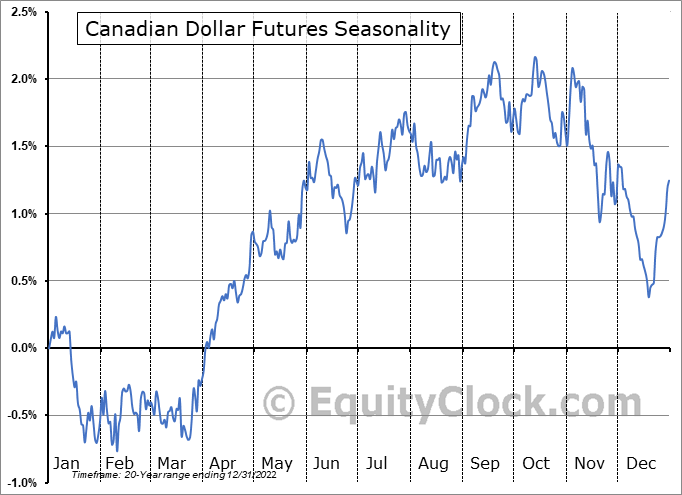 Canadian Dollar Futures Seasonality
2.5%
2.0%
1.5%
1.0%
0.5%
0.0%
-0.5%
-1.0%
© EquityClock.com
Jan Feb Mar Apr May Jun Jul Aug Sep Oct Nov Dec
Timeframe: 20-Year range ending 12/31/2022